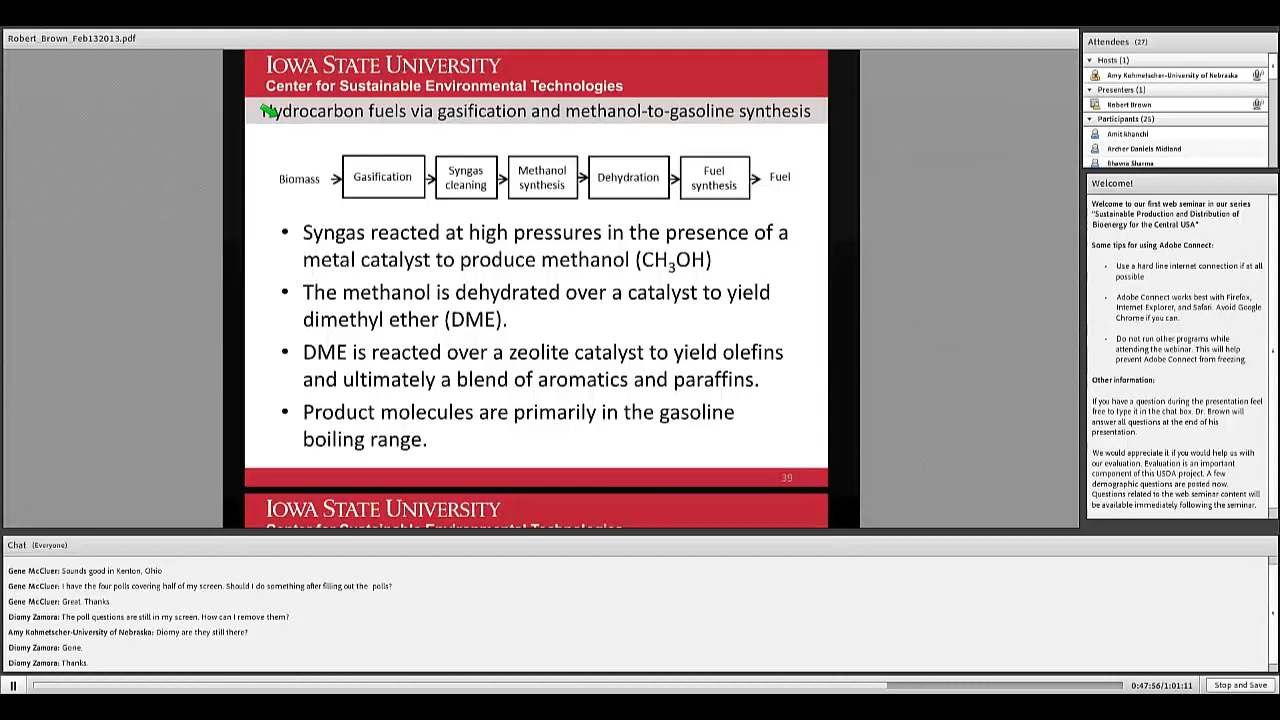 Robert_Brown_Feb132013.pdf
IOWA STATE UNIVERSITY
Center for Sustainable Environmental Technologies
Hydrocarbon fuels via gasification and methanol-to-gasoline synthesis
Biomass
Gasification
Syngas
cleaning
Methanol
synthesis
Dehydration
Fuel
synthesis
Fuel
• Syngas reacted at high pressures in the presence of a
metal catalyst to produce methanol (CH3OH)
• The methanol is dehydrated over a catalyst to yield
dimethyl ether (DME).
• DME is reacted over a zeolite catalyst to yield olefins
and ultimately a blend of aromatics and paraffins.
• Product molecules are primarily in the gasoline
boiling range.
39
IOWA STATE UNIVERSITY
Center for Sustainable Environmental Technologies
Attendees (27)
Hosts (1)
Amy Kohmetscher-University of Nebraska
Presenters (1)
Robert Brown
Participants (25)
Amit khanchi
Archer Daniels Midland
Bhavna Sharma
Welcome!
Welcome to our first web seminar in our series
"Sustainable Production and Distribution of
Bioenergy for the Central USA"
Some tips for using Adobe Connect:
• Use a hard line internet connection if at all
possible
• Adobe Connect works best with Firefox,
Internet Explorer, and Safari. Avoid Google
Chrome if you can.
• Do not run other programs while
attending the webinar. This will help
prevent Adobe Connect from freezing.
Other information:
If you have a question during the presentation feel
free to type it in the chat box. Dr. Brown will
answer all questions at the end of his
presentation.
We would appreciate it if you would help us with
our evaluation. Evaluation is an important
component of this USDA project. A few
demographic questions are posted now.
Questions related to the web seminar content will
be available immediately following the seminar.
Chat (Everyone)
Gene McCluer: Sounds good in Kenton, Ohio
Gene McCluer: I have the four polls covering half of my screen. Should I do something after filling out the polls?
Gene McCluer: Great. Thanks
Diomy Zamora: The poll questions are still in my screen. How can I remove them?
Amy Kohmetscher-University of Nebraska: Diomy are they still there?
Diomy Zamora: Gone.
Diomy Zamora: Thanks.
0:47:56/1:01:11
Stop and Save